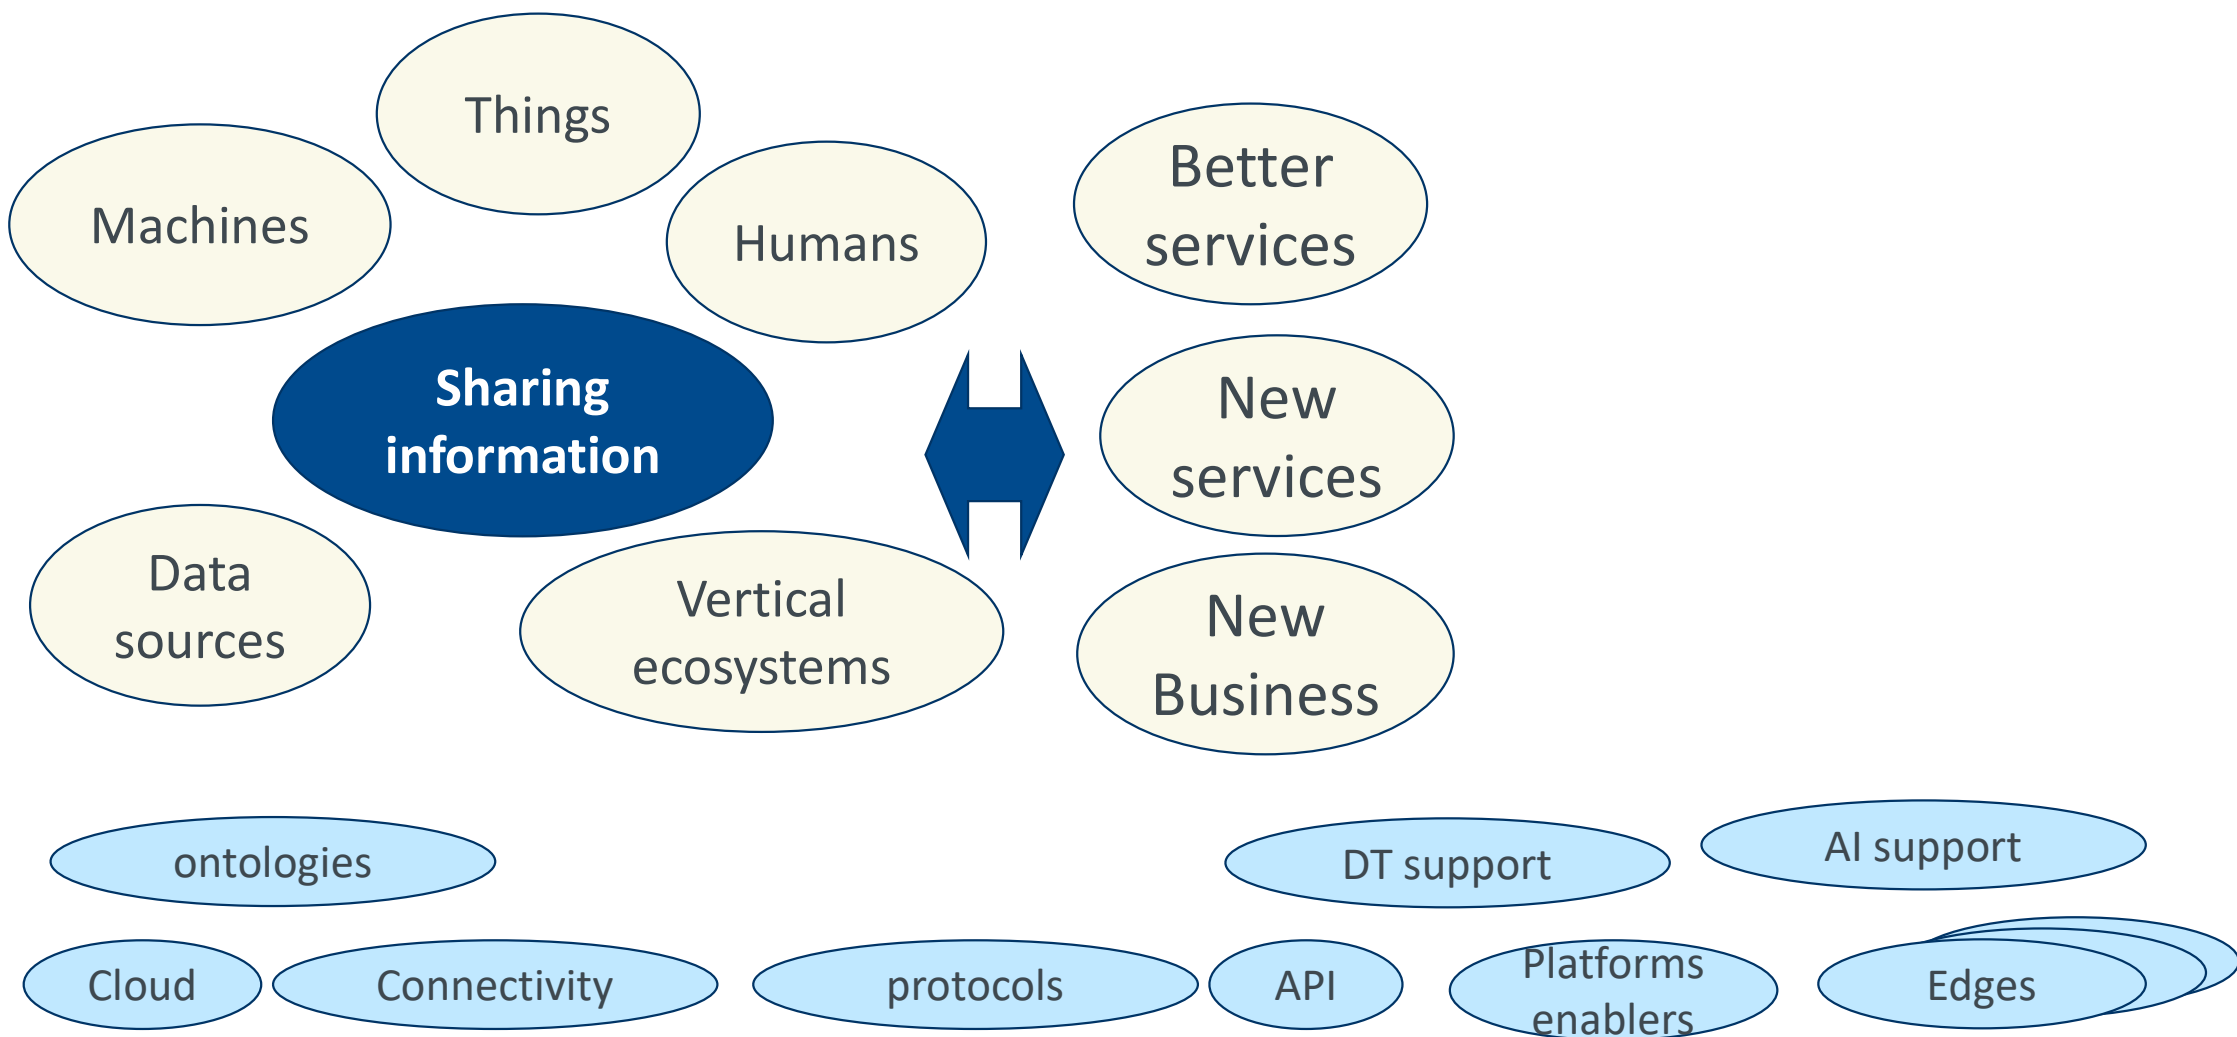 Things
Machines
Humans
Better
services
Sharing
information
New
services
Data
sources
Vertical
ecosystems
New
Business
ontologies
DT support
AI support
Cloud
Connectivity
protocols
API
Platforms
enablers
Edges